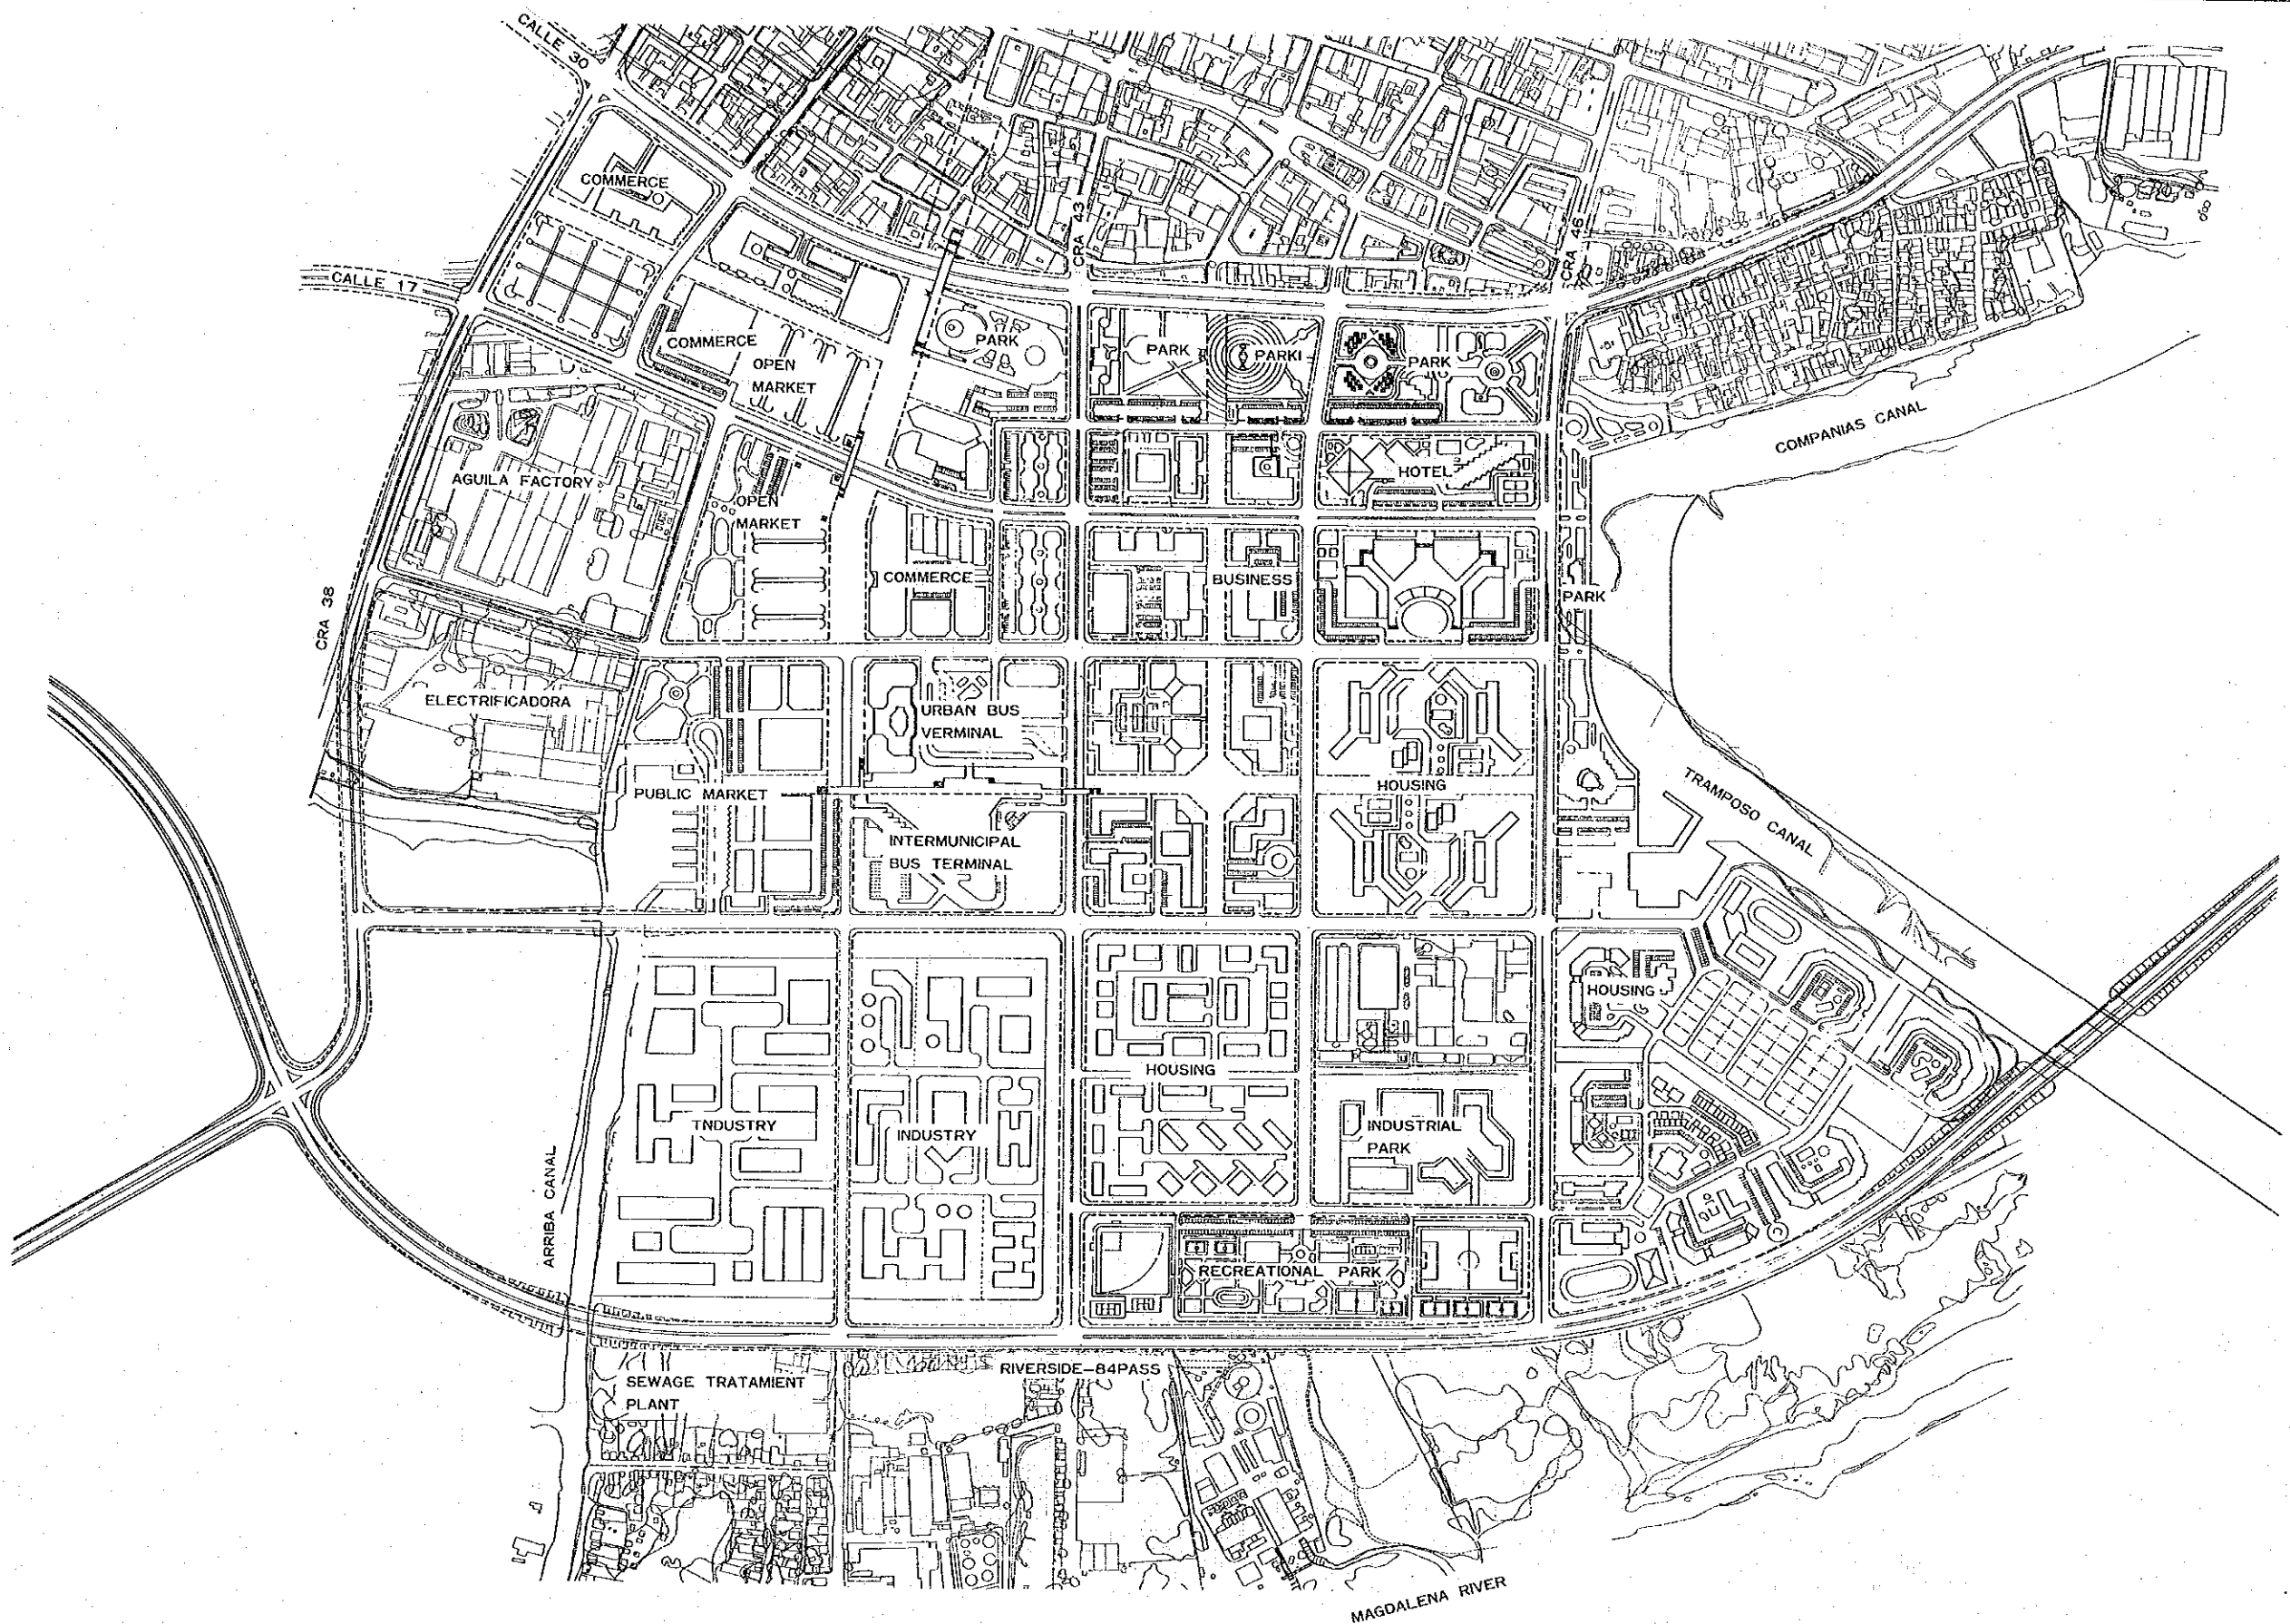 CALLE 30
COMMERCE
CRA 43
CRA 46
CALLE 17
COMMERCE
OPEN
MARKET
PARK
PARK
PARKI
PARK
COMPANIAS CANAL
AGUILA FACTORY
OPEN
MARKET
HOTEL
COMMERCE
BUSINESS
PARK
CRA 38
ELECTRIFICADORA
URBAN BUS
VERMINAL
PUBLIC MARKET
HOUSING
TRAMPOSO CANAL
INTERMUNICIPAL
BUS TERMINAL
HOUSING
HOUSING
TNDUSTRY
INDUSTRY
INDUSTRIAL
PARK
ARRIBA CANAL
RECREATIONAL PARK
RIVERSIDE-84PASS
SEWAGE TRATAMIENT
PLANT
MAGDALENA RIVER